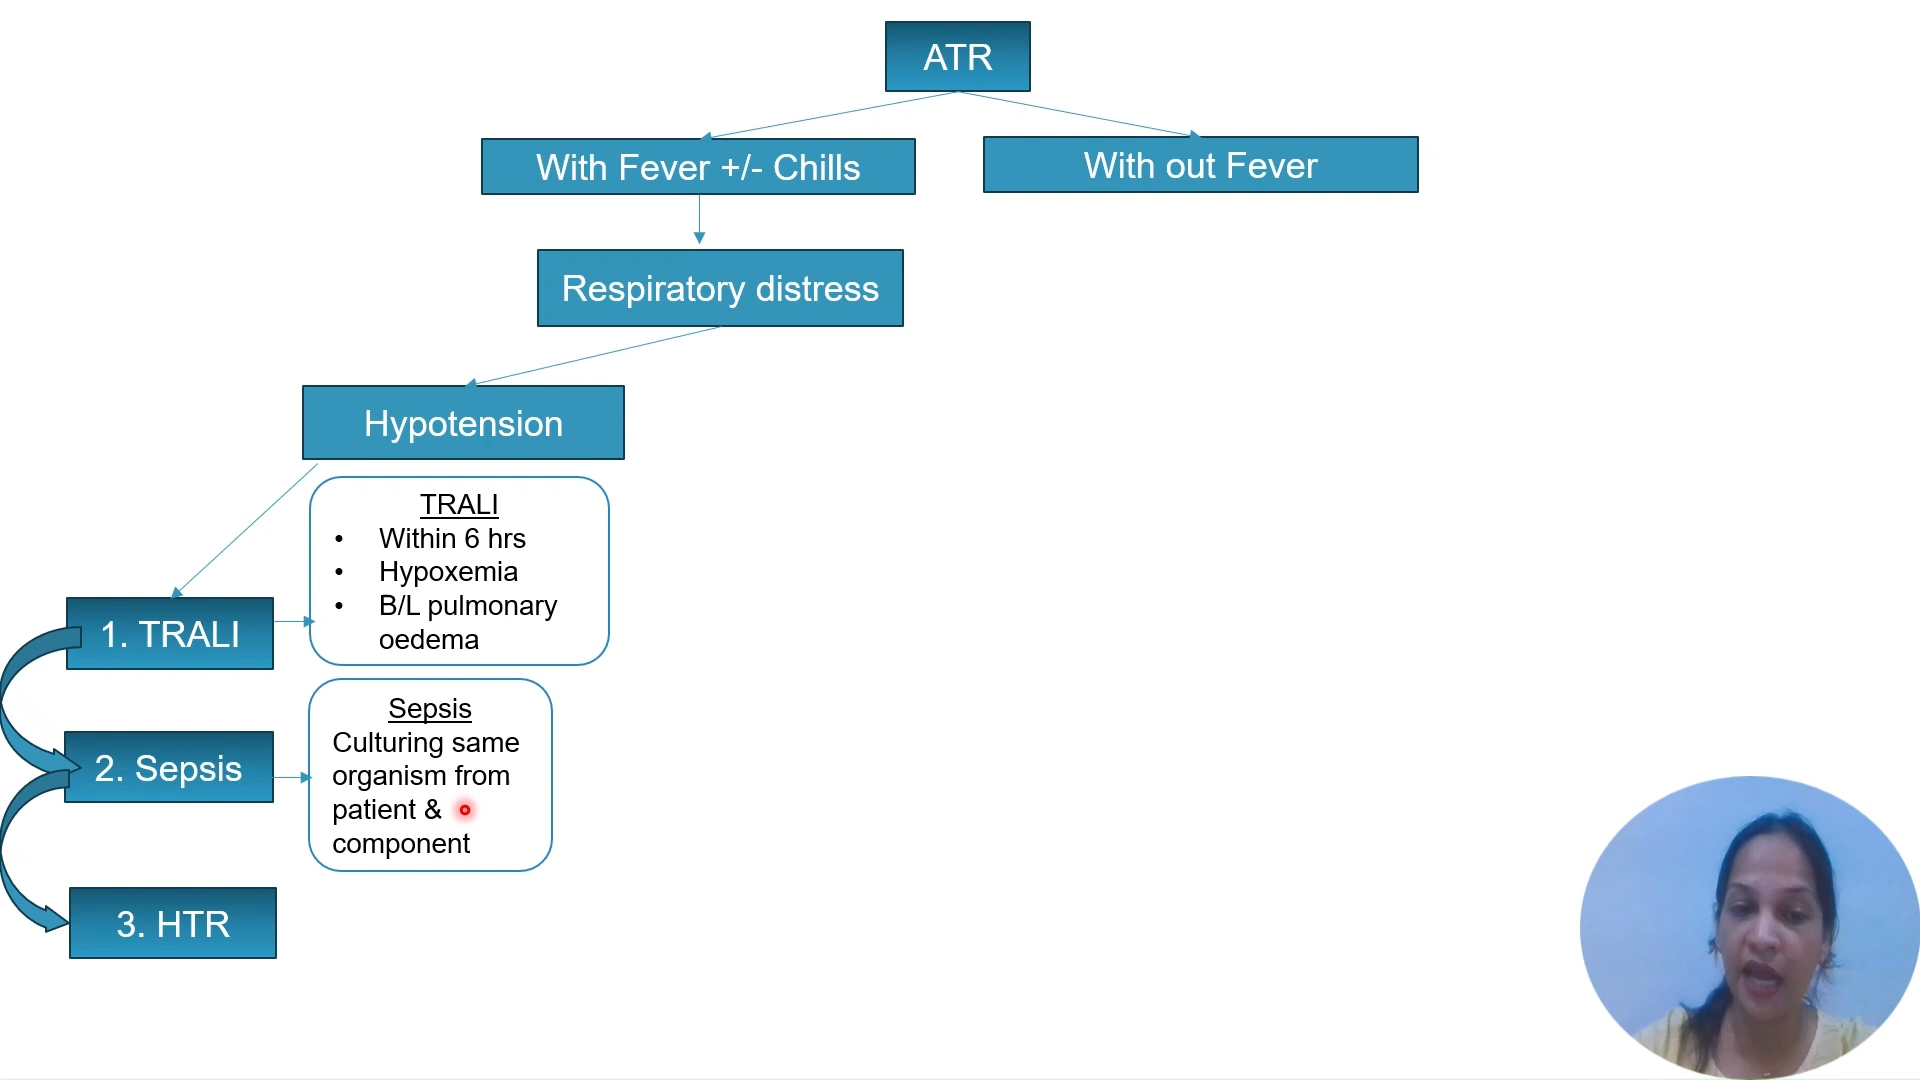 ATR
With Fever +/- Chills
With out Fever
Respiratory distress
Hypotension
TRALI
• Within 6 hrs
• Hypoxemia
• B/L pulmonary
oedema
1. TRALI
Sepsis
Culturing same
organism from
patient &
component
2. Sepsis
3. HTR